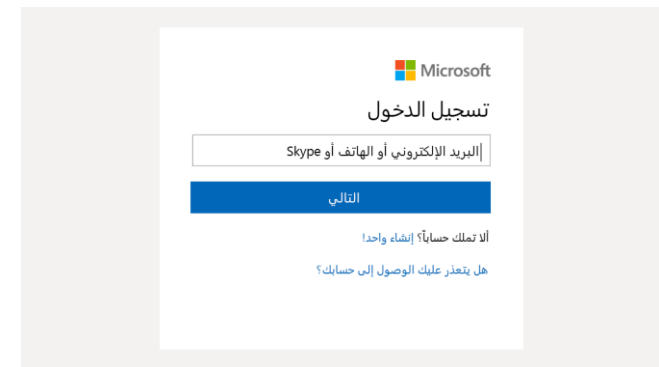 Microsoft
تسجيل الدخول
البريد الإلكتروني أو الهاتف أو Skype
التالي
ألا تملك حساباً؟ إنشاء واحد!
هل يتعذر عليك الوصول إلى حسابك؟